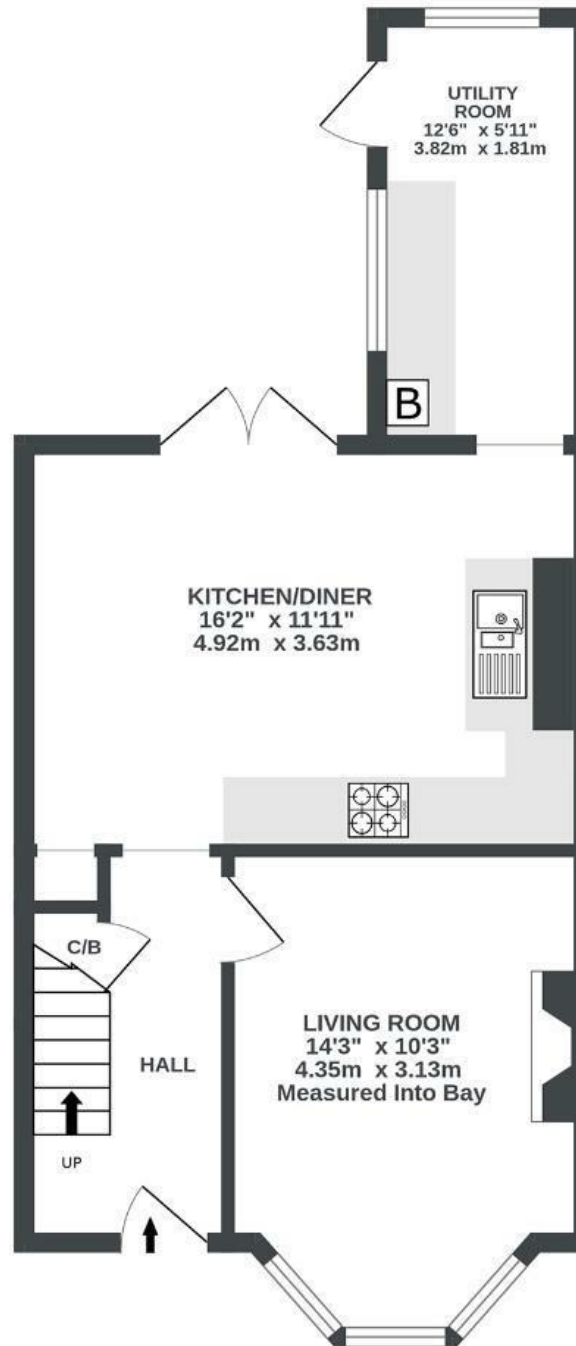 UTILITY
ROOM
12'6" x 5'11"
3.82m x 1.81m
B
KITCHEN/DINER
16'2" x 11'11"
4.92m x 3.63m
C/B
HALL
LIVING ROOM
14'3" x 10'3"
4.35m x 3.13m
Measured Into Bay
UP